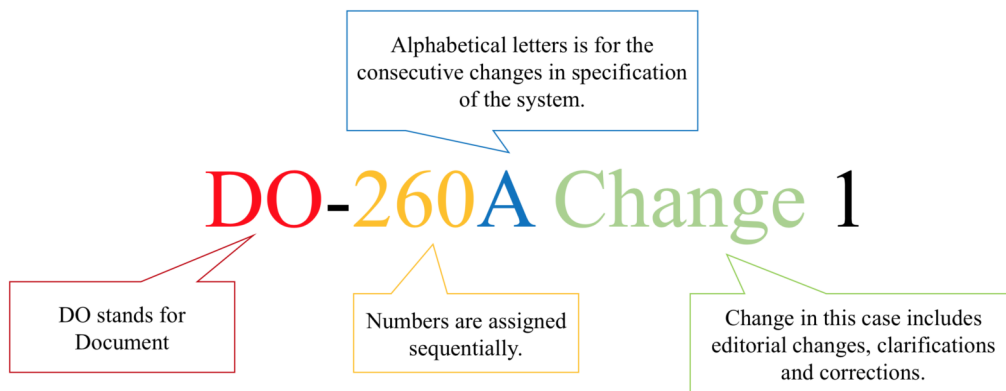 Alphabetical letters is for the
consecutive changes in specification
of the system.
DO-260A Change 1
DO stands for
Document
Numbers are assigned
sequentially.
Change in this case includes
editorial changes, clarifications
and corrections.